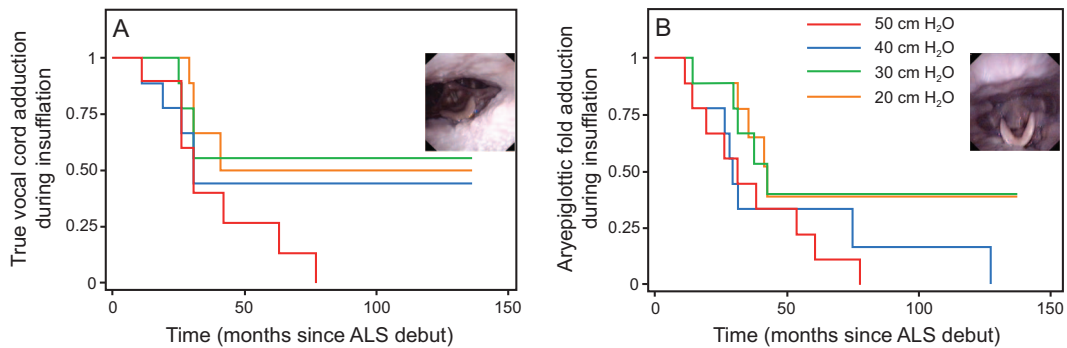 A
True vocal cord adduction
during insufflation
1
0.75
0.50
0.25
0
0
50
100
150
Time (months since ALS debut)
B
50 cm H₂O
40 cm H₂O
30 cm H₂O
20 cm H₂O
Aryepiglottic fold adduction
during insufflation
1
0.75
0.50
0.25
0
0
50
100
150
Time (months since ALS debut)